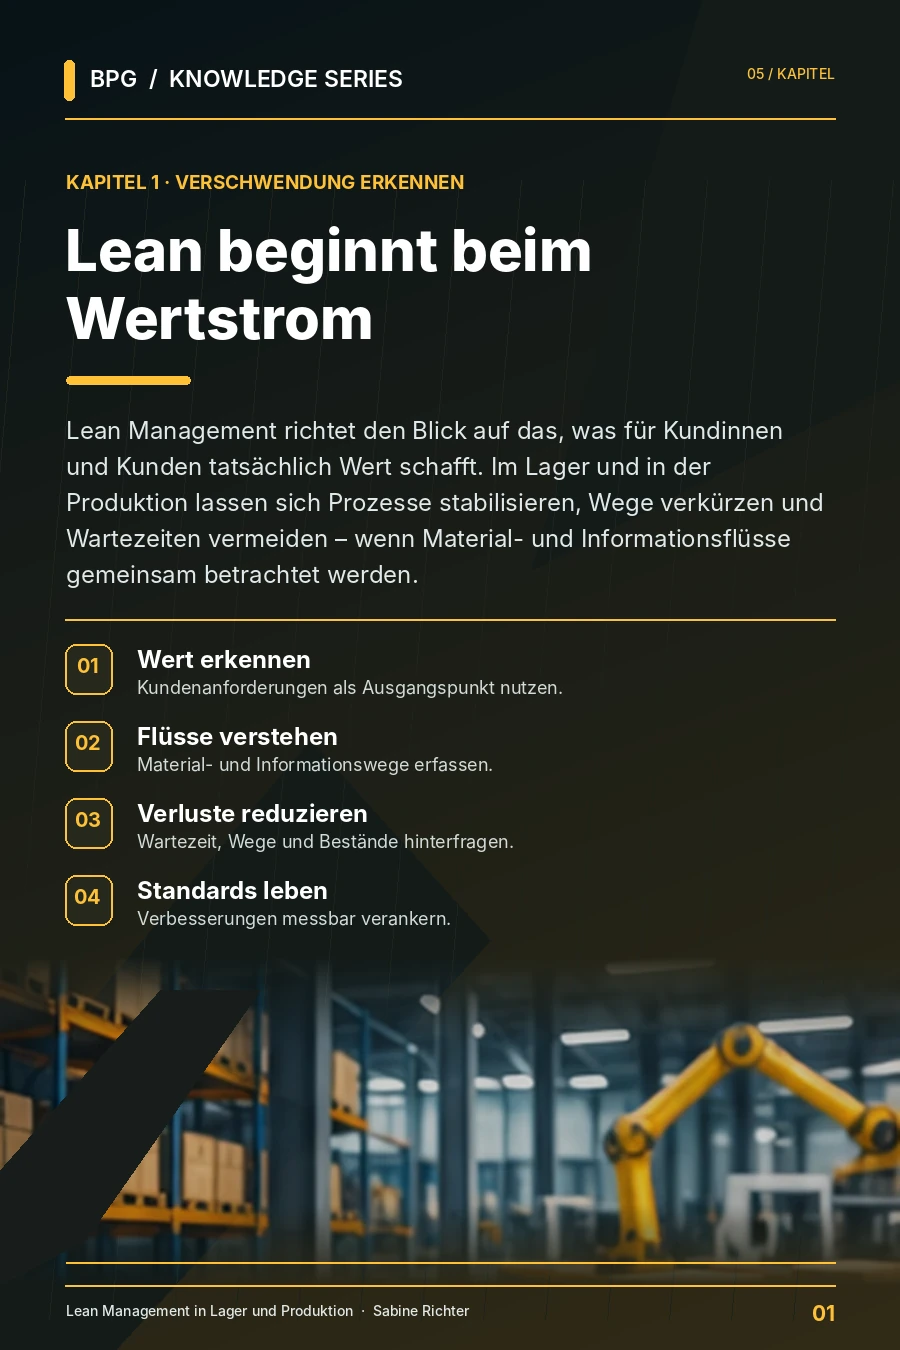 BPG / KNOWLEDGE SERIES
05 / KAPITEL
KAPITEL 1 · VERSCHWENDUNG ERKENNEN
Lean beginnt beim
Wertstrom
Lean Management richtet den Blick auf das, was für Kundinnen
und Kunden tatsächlich Wert schafft. Im Lager und in der
Produktion lassen sich Prozesse stabilisieren, Wege verkürzen und
Wartezeiten vermeiden – wenn Material- und Informationsflüsse
gemeinsam betrachtet werden.
01
Wert erkennen
Kundenanforderungen als Ausgangspunkt nutzen.
02
Flüsse verstehen
Material- und Informationswege erfassen.
03
Verluste reduzieren
Wartezeit, Wege und Bestände hinterfragen.
04
Standards leben
Verbesserungen messbar verankern.
Lean Management in Lager und Produktion · Sabine Richter
01